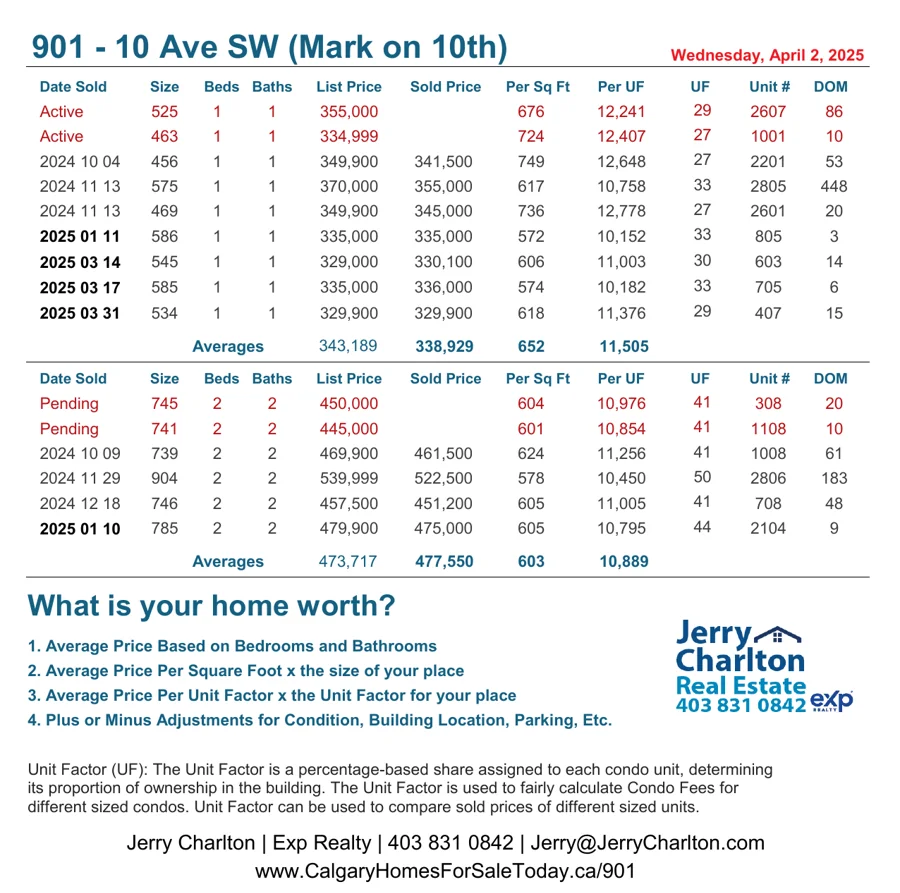 901 - 10 Ave SW (Mark on 10th)
Wednesday, April 2, 2025
Date Sold Size Beds Baths List Price Sold Price Per Sq Ft Per UF UF Unit # DOM
Active 525 1 1 355,000 676 12,241 29 2607 86
Active 463 1 1 334,999 724 12,407 27 1001 10
2024 10 04 456 1 1 349,900 341,500 749 12,648 27 2201 53
2024 11 13 575 1 1 370,000 355,000 617 10,758 33 2805 448
2024 11 13 469 1 1 349,900 345,000 736 12,778 27 2601 20
2025 01 11 586 1 1 335,000 335,000 572 10,152 33 805 3
2025 03 14 545 1 1 329,000 330,100 606 11,003 30 603 14
2025 03 17 585 1 1 335,000 336,000 574 10,182 33 705 6
2025 03 31 534 1 1 329,900 329,900 618 11,376 29 407 15
Averages 343,189 338,929 652 11,505
Date Sold Size Beds Baths List Price Sold Price Per Sq Ft Per UF UF Unit # DOM
Pending 745 2 2 450,000 604 10,976 41 308 20
Pending 741 2 2 445,000 601 10,854 41 1108 10
2024 10 09 739 2 2 469,900 461,500 624 11,256 41 1008 61
2024 11 29 904 2 2 539,999 522,500 578 10,450 50 2806 183
2024 12 18 746 2 2 457,500 451,200 605 11,005 41 708 48
2025 01 10 785 2 2 479,900 475,000 605 10,795 44 2104 9
Averages 473,717 477,550 603 10,889
What is your home worth?
1. Average Price Based on Bedrooms and Bathrooms
2. Average Price Per Square Foot x the size of your place
3. Average Price Per Unit Factor x the Unit Factor for your place
4. Plus or Minus Adjustments for Condition, Building Location, Parking, Etc.
Jerry
Charlton
Real Estate
403 831 0842 exp
REALTY
Unit Factor (UF): The Unit Factor is a percentage-based share assigned to each condo unit, determining
its proportion of ownership in the building. The Unit Factor is used to fairly calculate Condo Fees for
different sized condos. Unit Factor can be used to compare sold prices of different sized units.
Jerry Charlton | Exp Realty | 403 831 0842 | Jerry@JerryCharlton.com
www.CalgaryHomesForSaleToday.ca/901